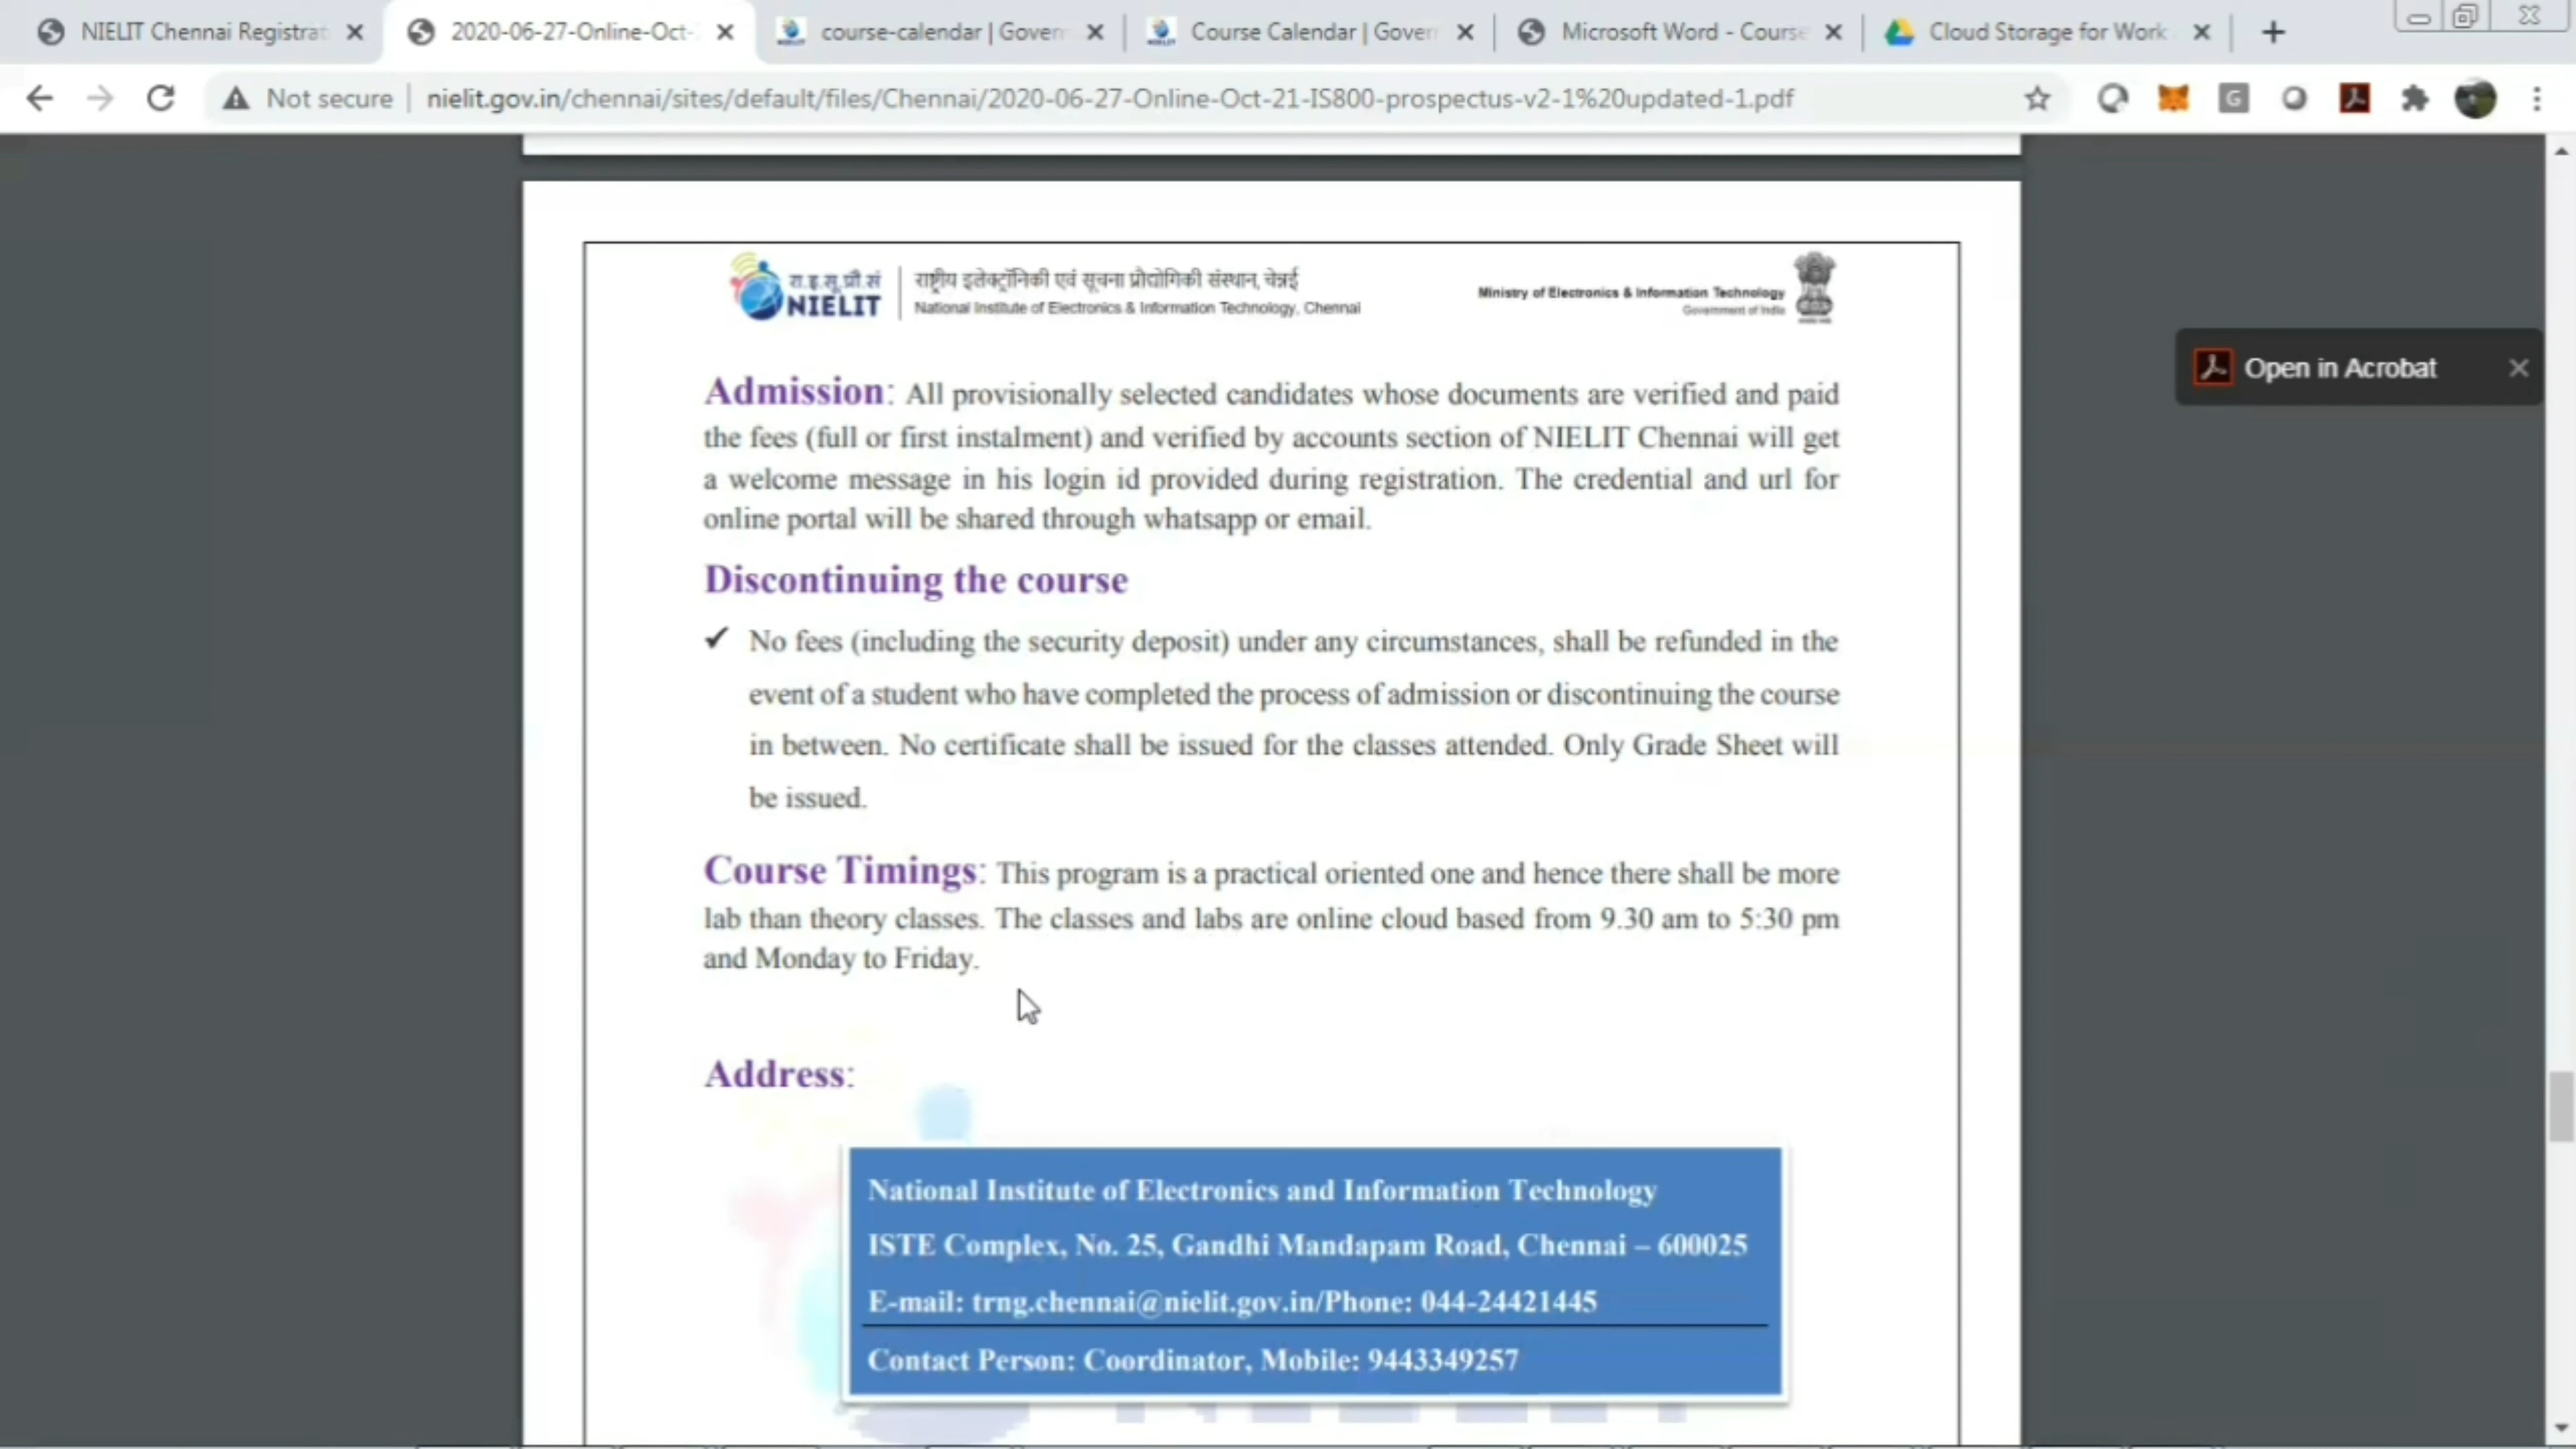 NIELIT Chennai Registrat
2020-06-27-Online-Oct-
course-calendar | Govern
Course Calendar | Govern
Microsoft Word - Course
Cloud Storage for Work
Not secure
nielit.gov.in/chennai/sites/default/files/Chennai/2020-06-27-Online-Oct-21-IS800-prospectus-v2-1%20updated-1.pdf
रा.इ.सू.प्रौ.सं
NIELIT
राष्ट्रीय इलेक्ट्रॉनिकी एवं सूचना प्रौद्योगिकी संस्थान, चेन्नई
National Institute of Electronics & Information Technology, Chennai
Ministry of Electronics & Information Technology
Government of India
Open in Acrobat
Admission: All provisionally selected candidates whose documents are verified and paid
the fees (full or first instalment) and verified by accounts section of NIELIT Chennai will get
a welcome message in his login id provided during registration. The credential and url for
online portal will be shared through whatsapp or email.
Discontinuing the course
✓ No fees (including the security deposit) under any circumstances, shall be refunded in the
event of a student who have completed the process of admission or discontinuing the course
in between. No certificate shall be issued for the classes attended. Only Grade Sheet will
be issued.
Course Timings: This program is a practical oriented one and hence there shall be more
lab than theory classes. The classes and labs are online cloud based from 9.30 am to 5:30 pm
and Monday to Friday.
Address:
National Institute of Electronics and Information Technology
ISTE Complex, No. 25, Gandhi Mandapam Road, Chennai – 600025
E-mail: trng.chennai@nielit.gov.in/Phone: 044-24421445
Contact Person: Coordinator, Mobile: 9443349257